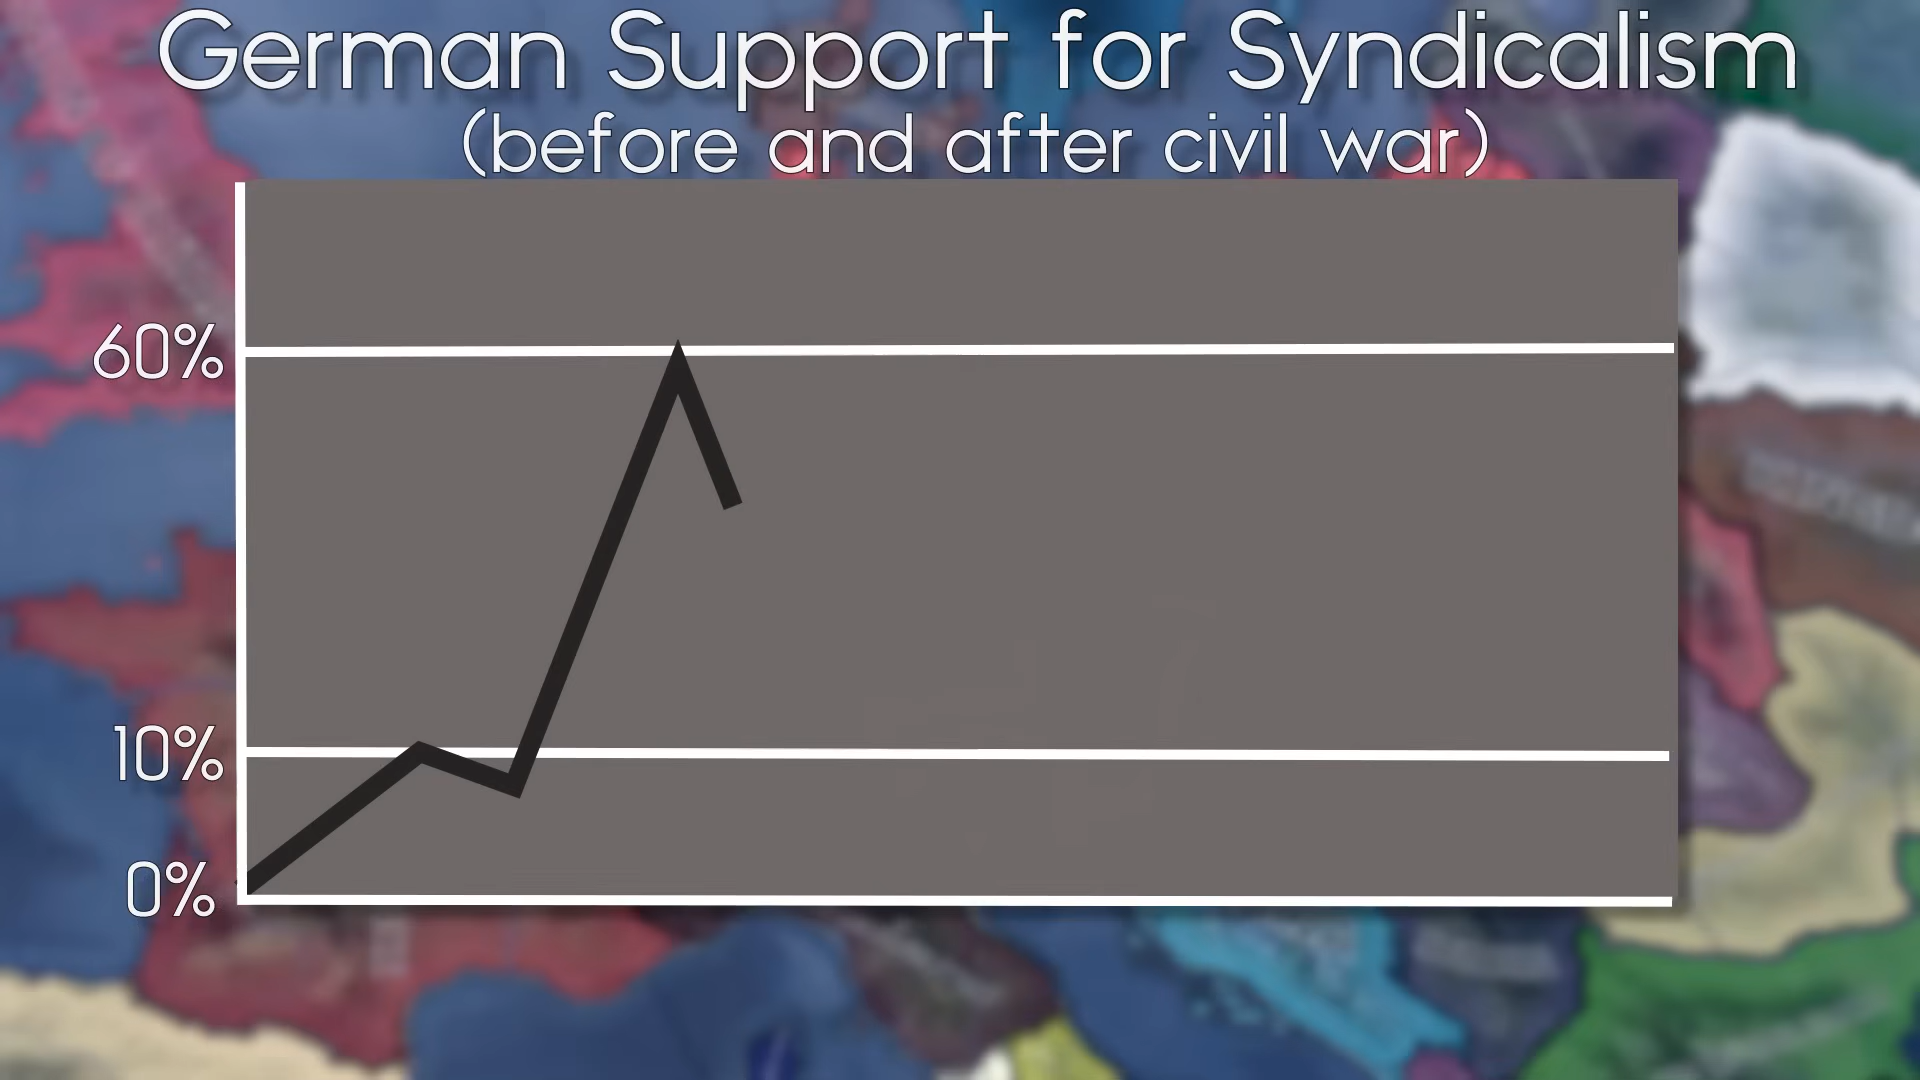 German Support for Syndicalism
(before and after civil war)
60%
10%
0%